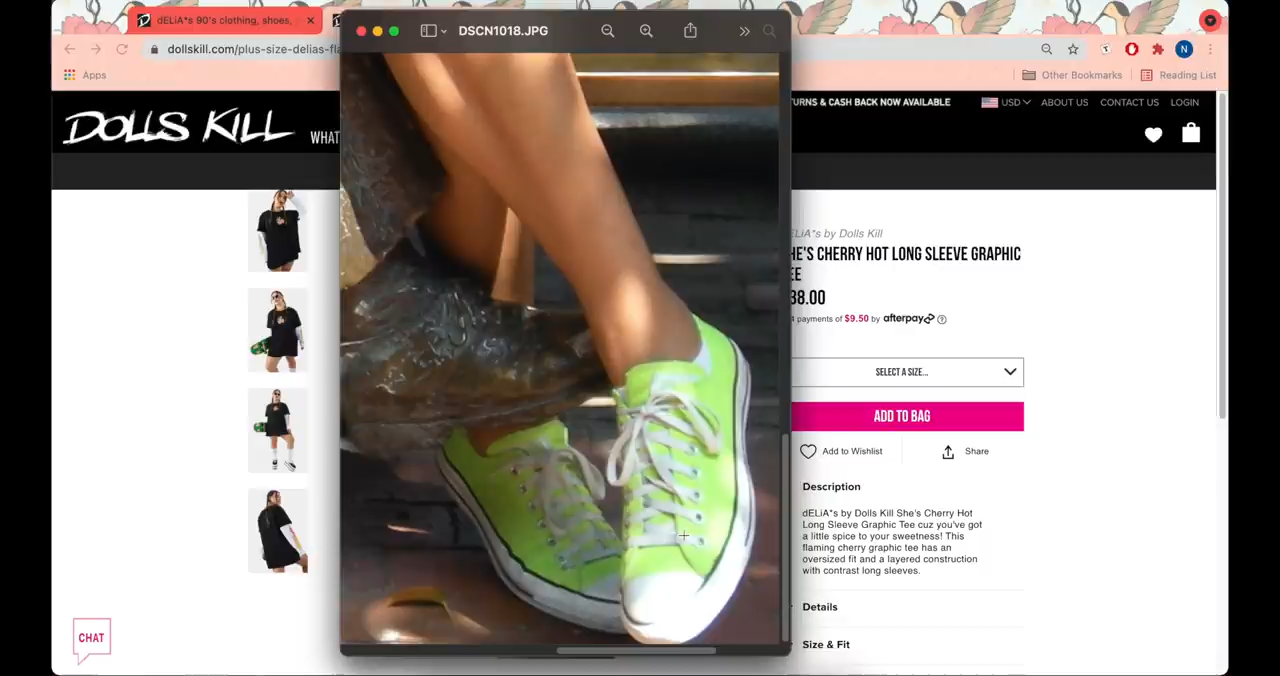 dELiA*s 90's clothing, shoes,
DSCN1018.JPG
dollskill.com/plus-size-delias-fla
N
Apps
Other Bookmarks
Reading List
TURNS & CASH BACK NOW AVAILABLE
USD
ABOUT US
CONTACT US
LOGIN
DOLLS KILL
WHAT
ELiA*s by Dolls Kill
HE'S CHERRY HOT LONG SLEEVE GRAPHIC
EE
38.00
4 payments of $9.50 by afterpay
SELECT A SIZE...
ADD TO BAG
Add to Wishlist
Share
Description
dELiA*s by Dolls Kill She's Cherry Hot
Long Sleeve Graphic Tee cuz you've got
a little spice to your sweetness! This
flaming cherry graphic tee has an
oversized fit and a layered construction
with contrast long sleeves.
Details
CHAT
Size & Fit